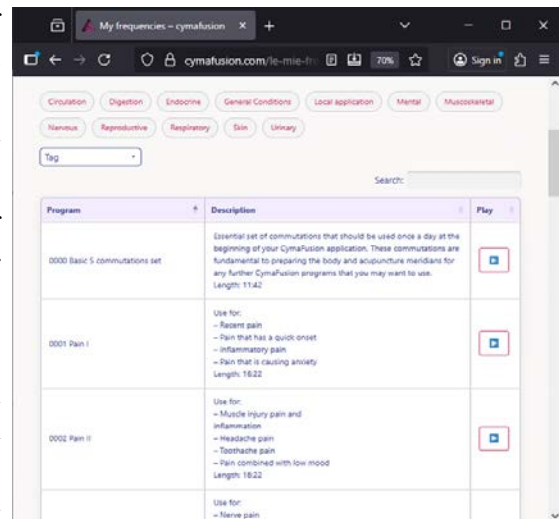 My frequencies – cymafusion
cymafusion.com/le-mie-fr
70%
Sign in
Circulation
Digestion
Endocrine
General Conditions
Local application
Mental
Muscoskeletal
Nervous
Reproductive
Respiratory
Skin
Urinary
Tag
Search:
Program
Description
Play
0000 Basic 5 commutations set
Essential set of commutations that should be used once a day at the
beginning of your CymaFusion application. These commutations are
fundamental to preparing the body and acupuncture meridians for
any further CymaFusion programs that you may want to use.
Length: 11:42
0001 Pain I
Use for:
– Recent pain
– Pain that has a quick onset
– Inflammatory pain
– Pain that is causing anxiety
Length: 16:22
0002 Pain II
Use for:
– Muscle injury pain and
inflammation
– Headache pain
– Toothache pain
– Pain combined with low mood
Length: 16:22
Use for:
– Nerve pain